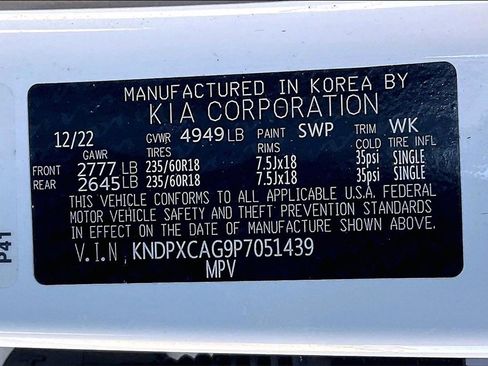 MANUFACTURED IN KOREA BY
KIA CORPORATION
12/22 GVWR 4949 LB PAINT SWP TRIM WK
GAWR TIRES RIMS COLD TIRE INFL
FRONT 2777 LB 235/60R18 7.5Jx18 35psi SINGLE
REAR 2645 LB 235/60R18 7.5Jx18 35psi SINGLE
THIS VEHICLE CONFORMS TO ALL APPLICABLE U.S.A. FEDERAL
MOTOR VEHICLE SAFETY AND THEFT PREVENTION STANDARDS
IN EFFECT ON THE DATE OF MANUFACTURE SHOWN ABOVE.
V.I.N, KNDPXCAG9P7051439
MPV
P41